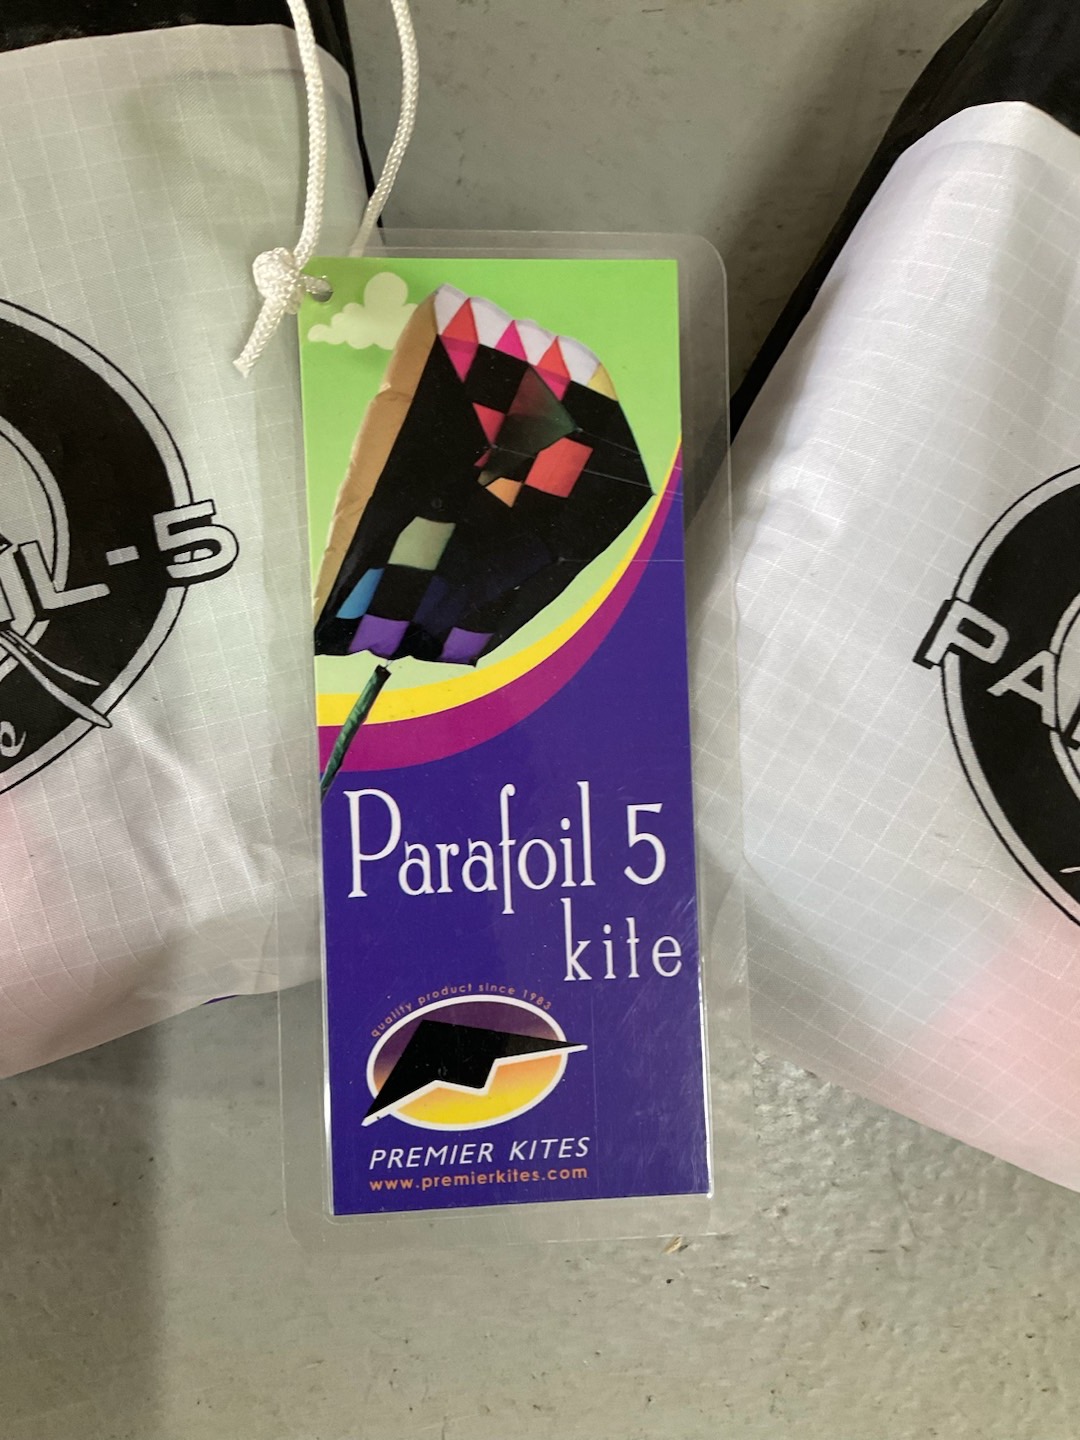 IL-5
e
PA
Parafoil 5
kite
quality product since 1983
PREMIER KITES
www.premierkites.com